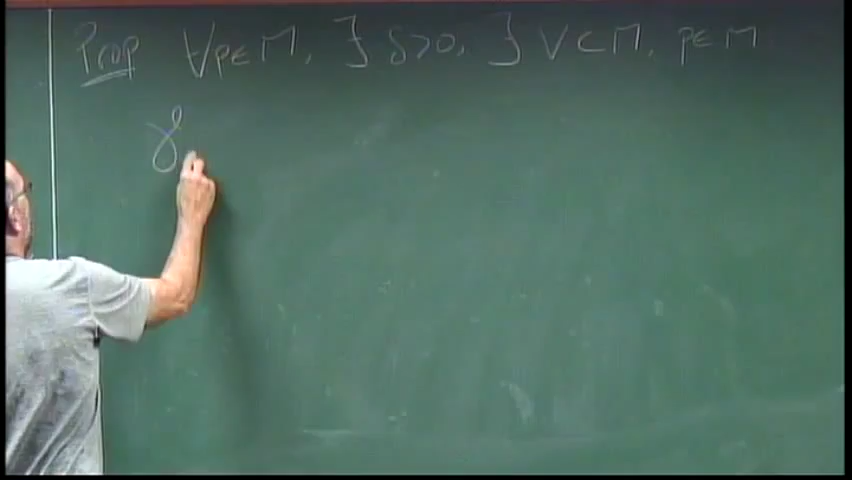 Prop ∀p∈M, ∃ δ>0, ∃ V⊂M, p∈M
γ